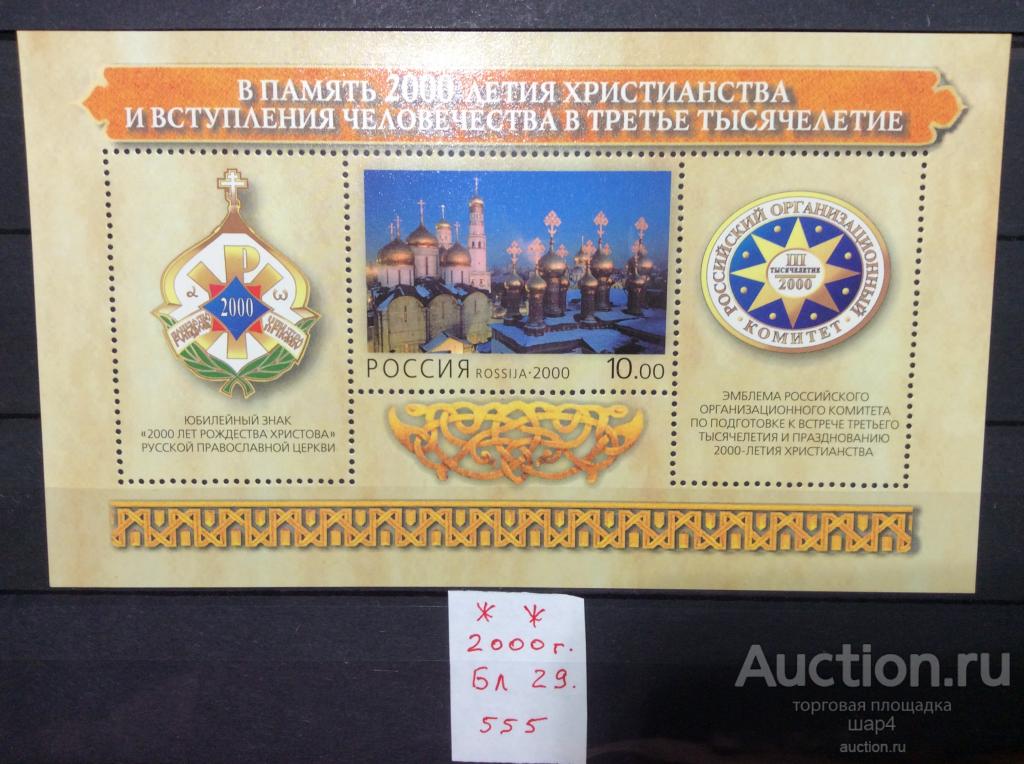 В ПАМЯТЬ 2000-ЛЕТИЯ ХРИСТИАНСТВА
И ВСТУПЛЕНИЯ ЧЕЛОВЕЧЕСТВА В ТРЕТЬЕ ТЫСЯЧЕЛЕТИЕ
Р
2000
ЮБИЛЕЙНЫЙ ЗНАК
«2000 ЛЕТ РОЖДЕСТВА ХРИСТОВА»
РУССКОЙ ПРАВОСЛАВНОЙ ЦЕРКВИ
РОССИЯ ROSSIJA·2000 10.00
РОССИЙСКИЙ ОРГАНИЗАЦИОННЫЙ
· КОМИТЕТ ·
III
ТЫСЯЧЕЛЕТИЕ
2000
ЭМБЛЕМА РОССИЙСКОГО
ОРГАНИЗАЦИОННОГО КОМИТЕТА
ПО ПОДГОТОВКЕ К ВСТРЕЧЕ ТРЕТЬЕГО
ТЫСЯЧЕЛЕТИЯ И ПРАЗДНОВАНИЮ
2000-ЛЕТИЯ ХРИСТИАНСТВА
* *
2000г.
Бл 29.
555
Auction.ru
торговая площадка
шар4
auction.ru